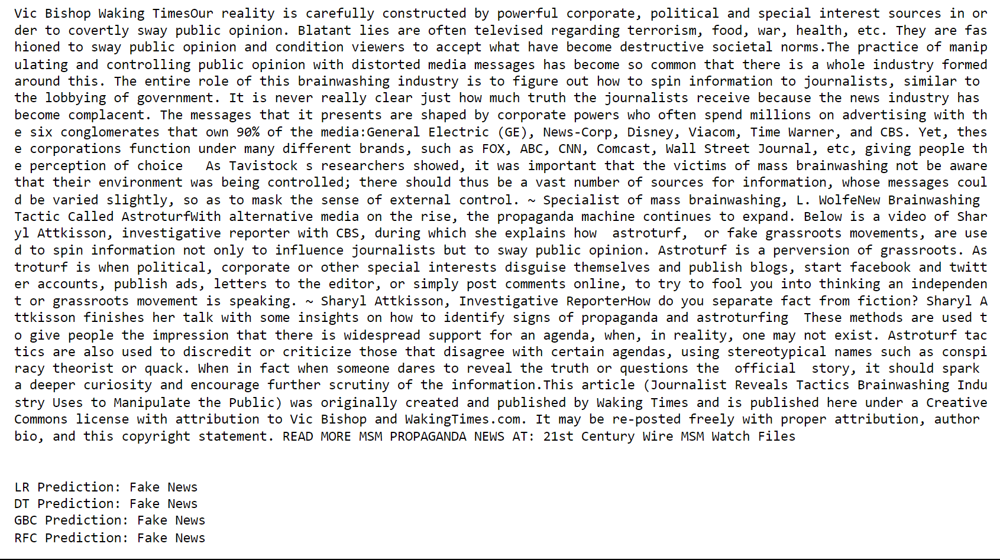 Vic Bishop Waking TimesOur reality is carefully constructed by powerful corporate, political and special interest sources in or
der to covertly sway public opinion. Blatant lies are often televised regarding terrorism, food, war, health, etc. They are fas
hioned to sway public opinion and condition viewers to accept what have become destructive societal norms.The practice of manip
ulating and controlling public opinion with distorted media messages has become so common that there is a whole industry formed
around this. The entire role of this brainwashing industry is to figure out how to spin information to journalists, similar to
the lobbying of government. It is never really clear just how much truth the journalists receive because the news industry has
become complacent. The messages that it presents are shaped by corporate powers who often spend millions on advertising with th
e six conglomerates that own 90% of the media:General Electric (GE), News-Corp, Disney, Viacom, Time Warner, and CBS. Yet, thes
e corporations function under many different brands, such as FOX, ABC, CNN, Comcast, Wall Street Journal, etc, giving people th
e perception of choice   As Tavistock s researchers showed, it was important that the victims of mass brainwashing not be aware
that their environment was being controlled; there should thus be a vast number of sources for information, whose messages coul
d be varied slightly, so as to mask the sense of external control. ~ Specialist of mass brainwashing, L. WolfeNew Brainwashing
Tactic Called AstroturfWith alternative media on the rise, the propaganda machine continues to expand. Below is a video of Shar
yl Attkisson, investigative reporter with CBS, during which she explains how  astroturf,  or fake grassroots movements, are use
d to spin information not only to influence journalists but to sway public opinion. Astroturf is a perversion of grassroots. As
troturf is when political, corporate or other special interests disguise themselves and publish blogs, start facebook and twitt
er accounts, publish ads, letters to the editor, or simply post comments online, to try to fool you into thinking an independen
t or grassroots movement is speaking. ~ Sharyl Attkisson, Investigative ReporterHow do you separate fact from fiction? Sharyl A
ttkisson finishes her talk with some insights on how to identify signs of propaganda and astroturfing  These methods are used t
o give people the impression that there is widespread support for an agenda, when, in reality, one may not exist. Astroturf tac
tics are also used to discredit or criticize those that disagree with certain agendas, using stereotypical names such as conspi
racy theorist or quack. When in fact when someone dares to reveal the truth or questions the  official  story, it should spark
a deeper curiosity and encourage further scrutiny of the information.This article (Journalist Reveals Tactics Brainwashing Indu
stry Uses to Manipulate the Public) was originally created and published by Waking Times and is published here under a Creative
Commons license with attribution to Vic Bishop and WakingTimes.com. It may be re-posted freely with proper attribution, author
bio, and this copyright statement. READ MORE MSM PROPAGANDA NEWS AT: 21st Century Wire MSM Watch Files
LR Prediction: Fake News
DT Prediction: Fake News
GBC Prediction: Fake News
RFC Prediction: Fake News